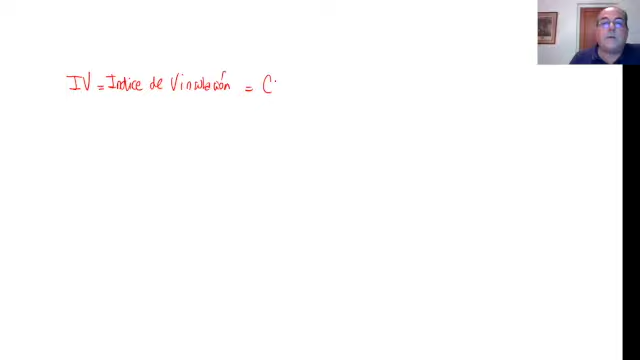 IV = Indice de Vinculación = C